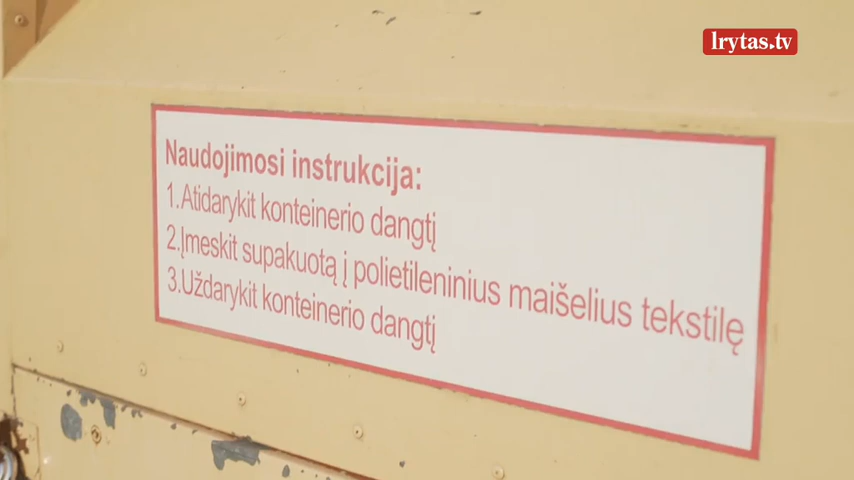 lrytas.tv
Naudojimosi instrukcija:
1.Atidarykit konteinerio dangtį
2.Įmeskit supakuotą į polietileninius maišelius tekstilę
3.Uždarykit konteinerio dangtį